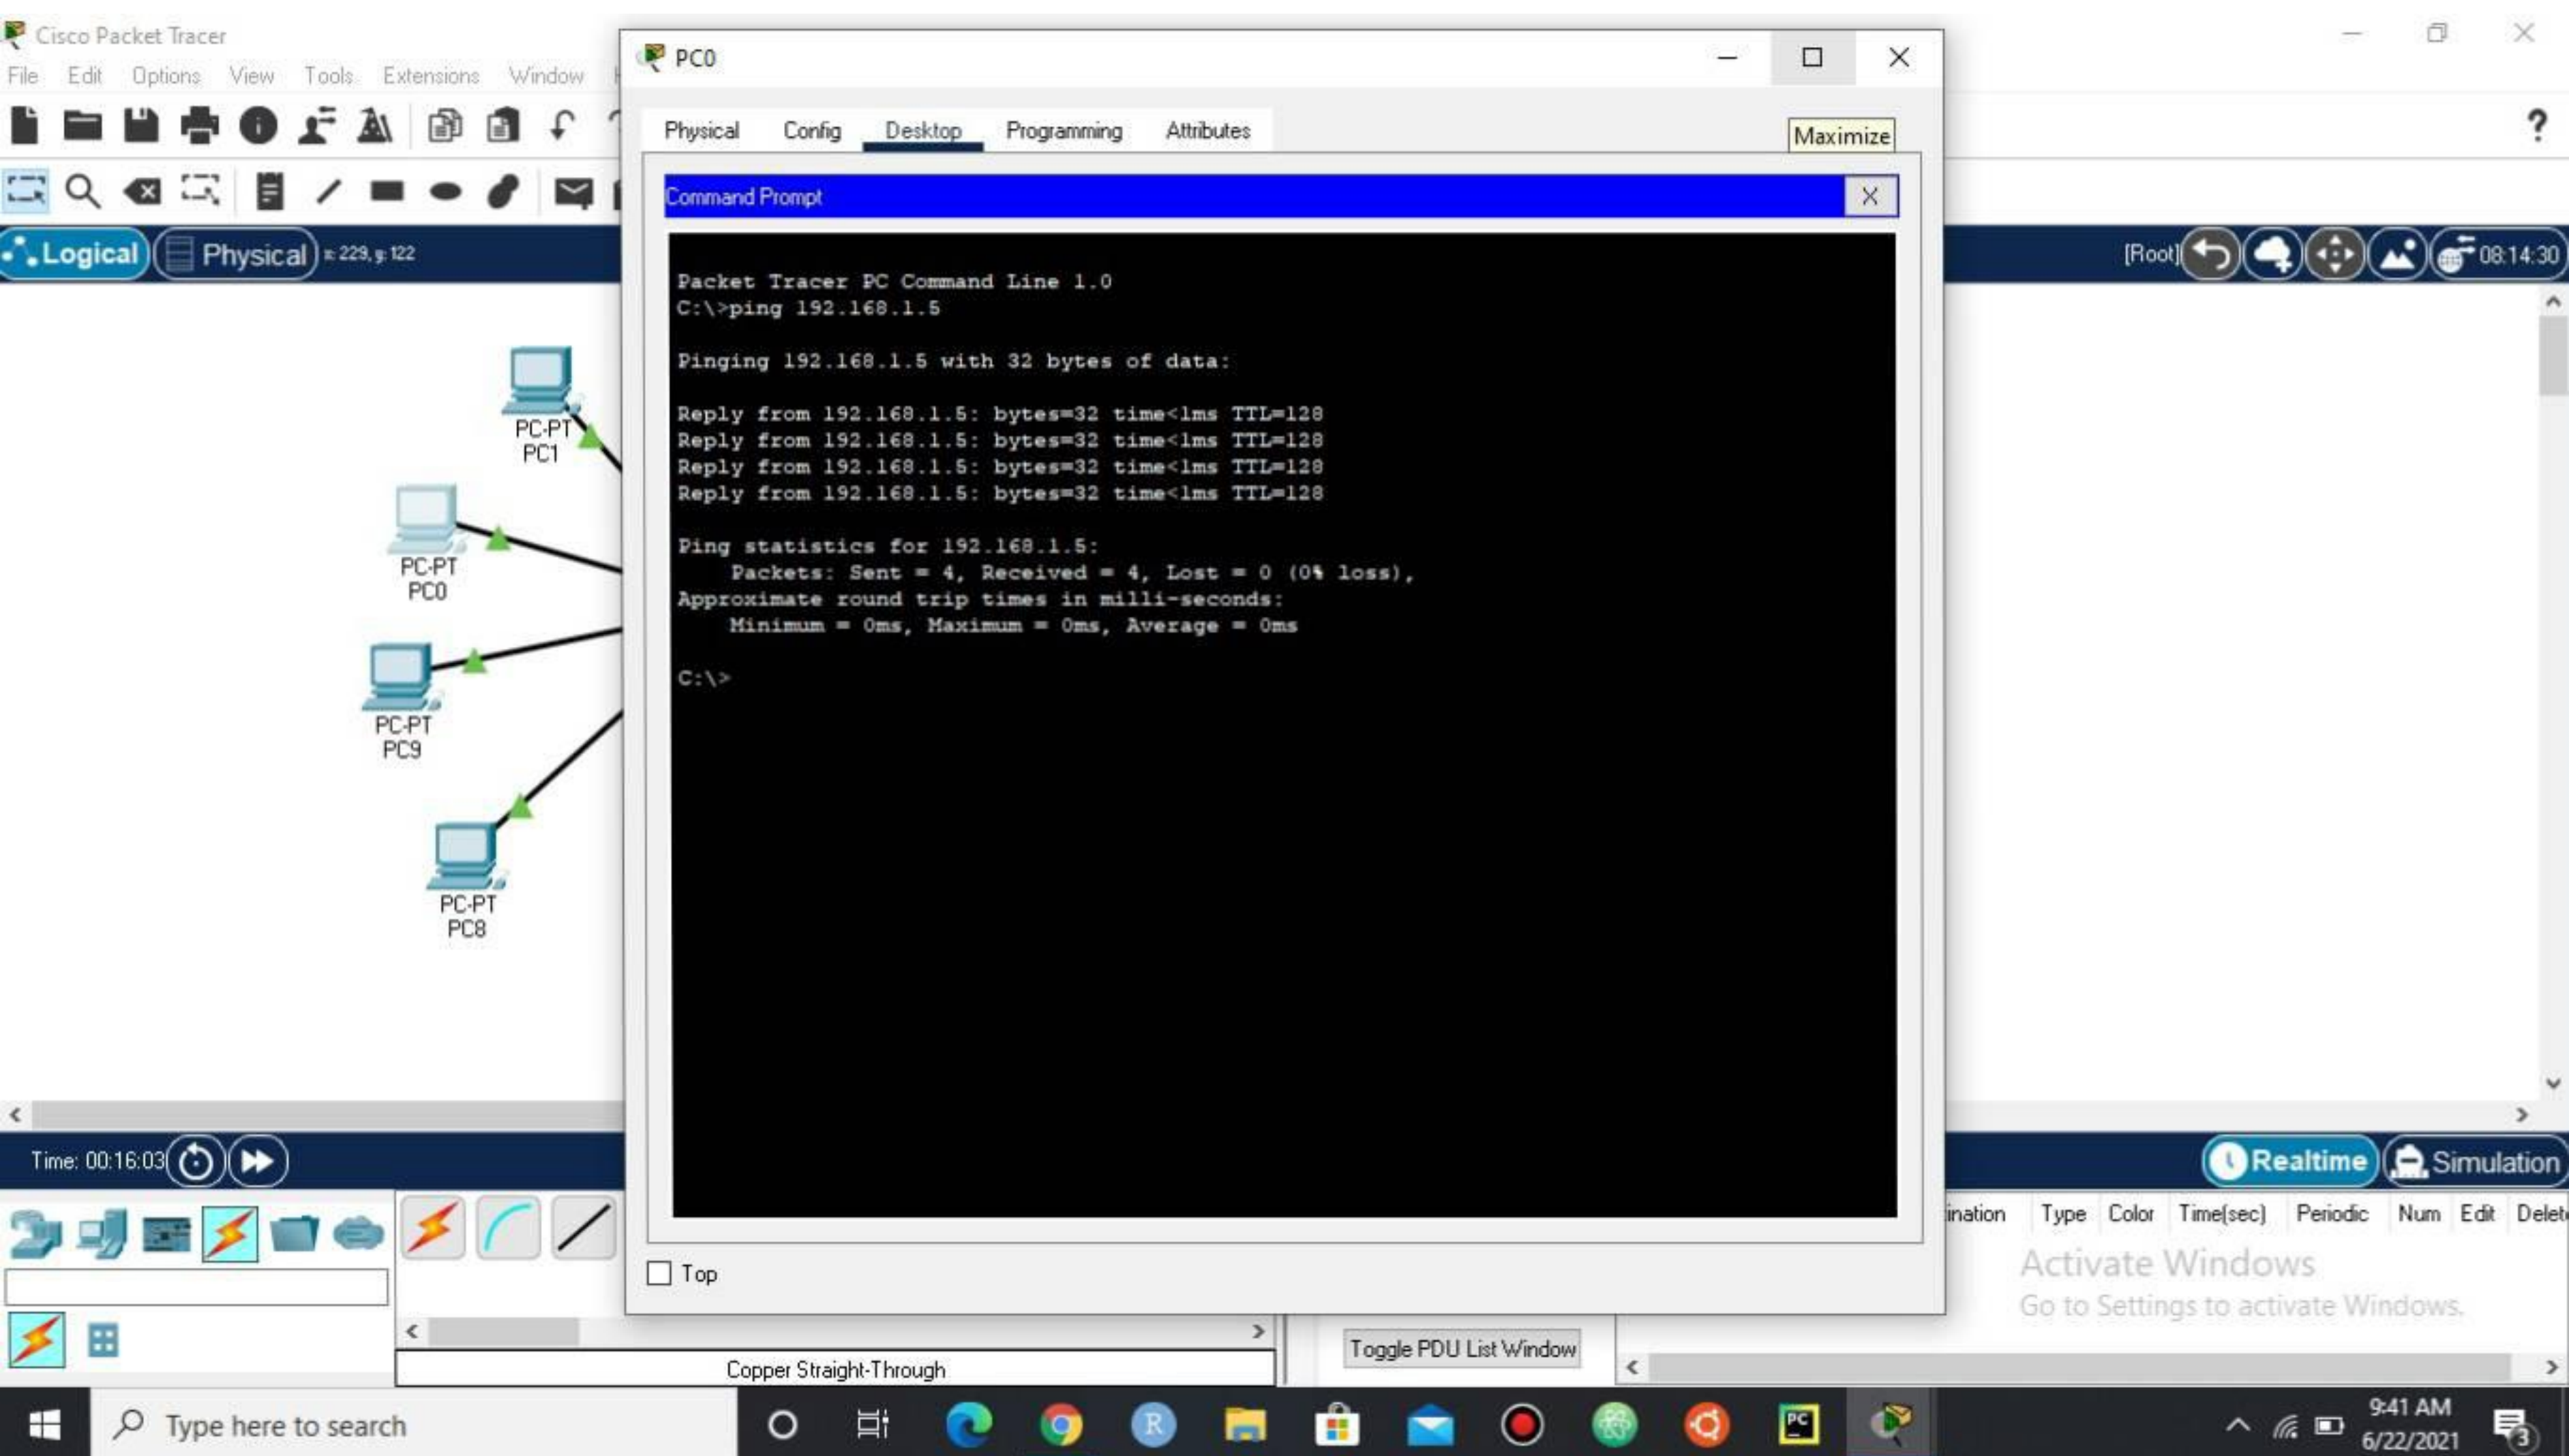 Cisco Packet Tracer
File Edit Options View Tools Extensions Window
PC0
Physical Config Desktop Programming Attributes
Maximize
Command Prompt X
Logical Physical x: 229, y: 122
[Root] 08:14:30
Packet Tracer PC Command Line 1.0
C:\>ping 192.168.1.5
Pinging 192.168.1.5 with 32 bytes of data:
Reply from 192.168.1.5: bytes=32 time<1ms TTL=128
Reply from 192.168.1.5: bytes=32 time<1ms TTL=128
Reply from 192.168.1.5: bytes=32 time<1ms TTL=128
Reply from 192.168.1.5: bytes=32 time<1ms TTL=128
Ping statistics for 192.168.1.5:
Packets: Sent = 4, Received = 4, Lost = 0 (0% loss),
Approximate round trip times in milli-seconds:
Minimum = 0ms, Maximum = 0ms, Average = 0ms
C:\>
PC-PT
PC1
PC-PT
PC0
PC-PT
PC9
PC-PT
PC8
Time: 00:16:03
Realtime Simulation
ination Type Color Time(sec) Periodic Num Edit Delet
Top
Activate Windows
Go to Settings to activate Windows.
Toggle PDU List Window
Copper Straight-Through
Type here to search
R
PC
9:41 AM
6/22/2021
3